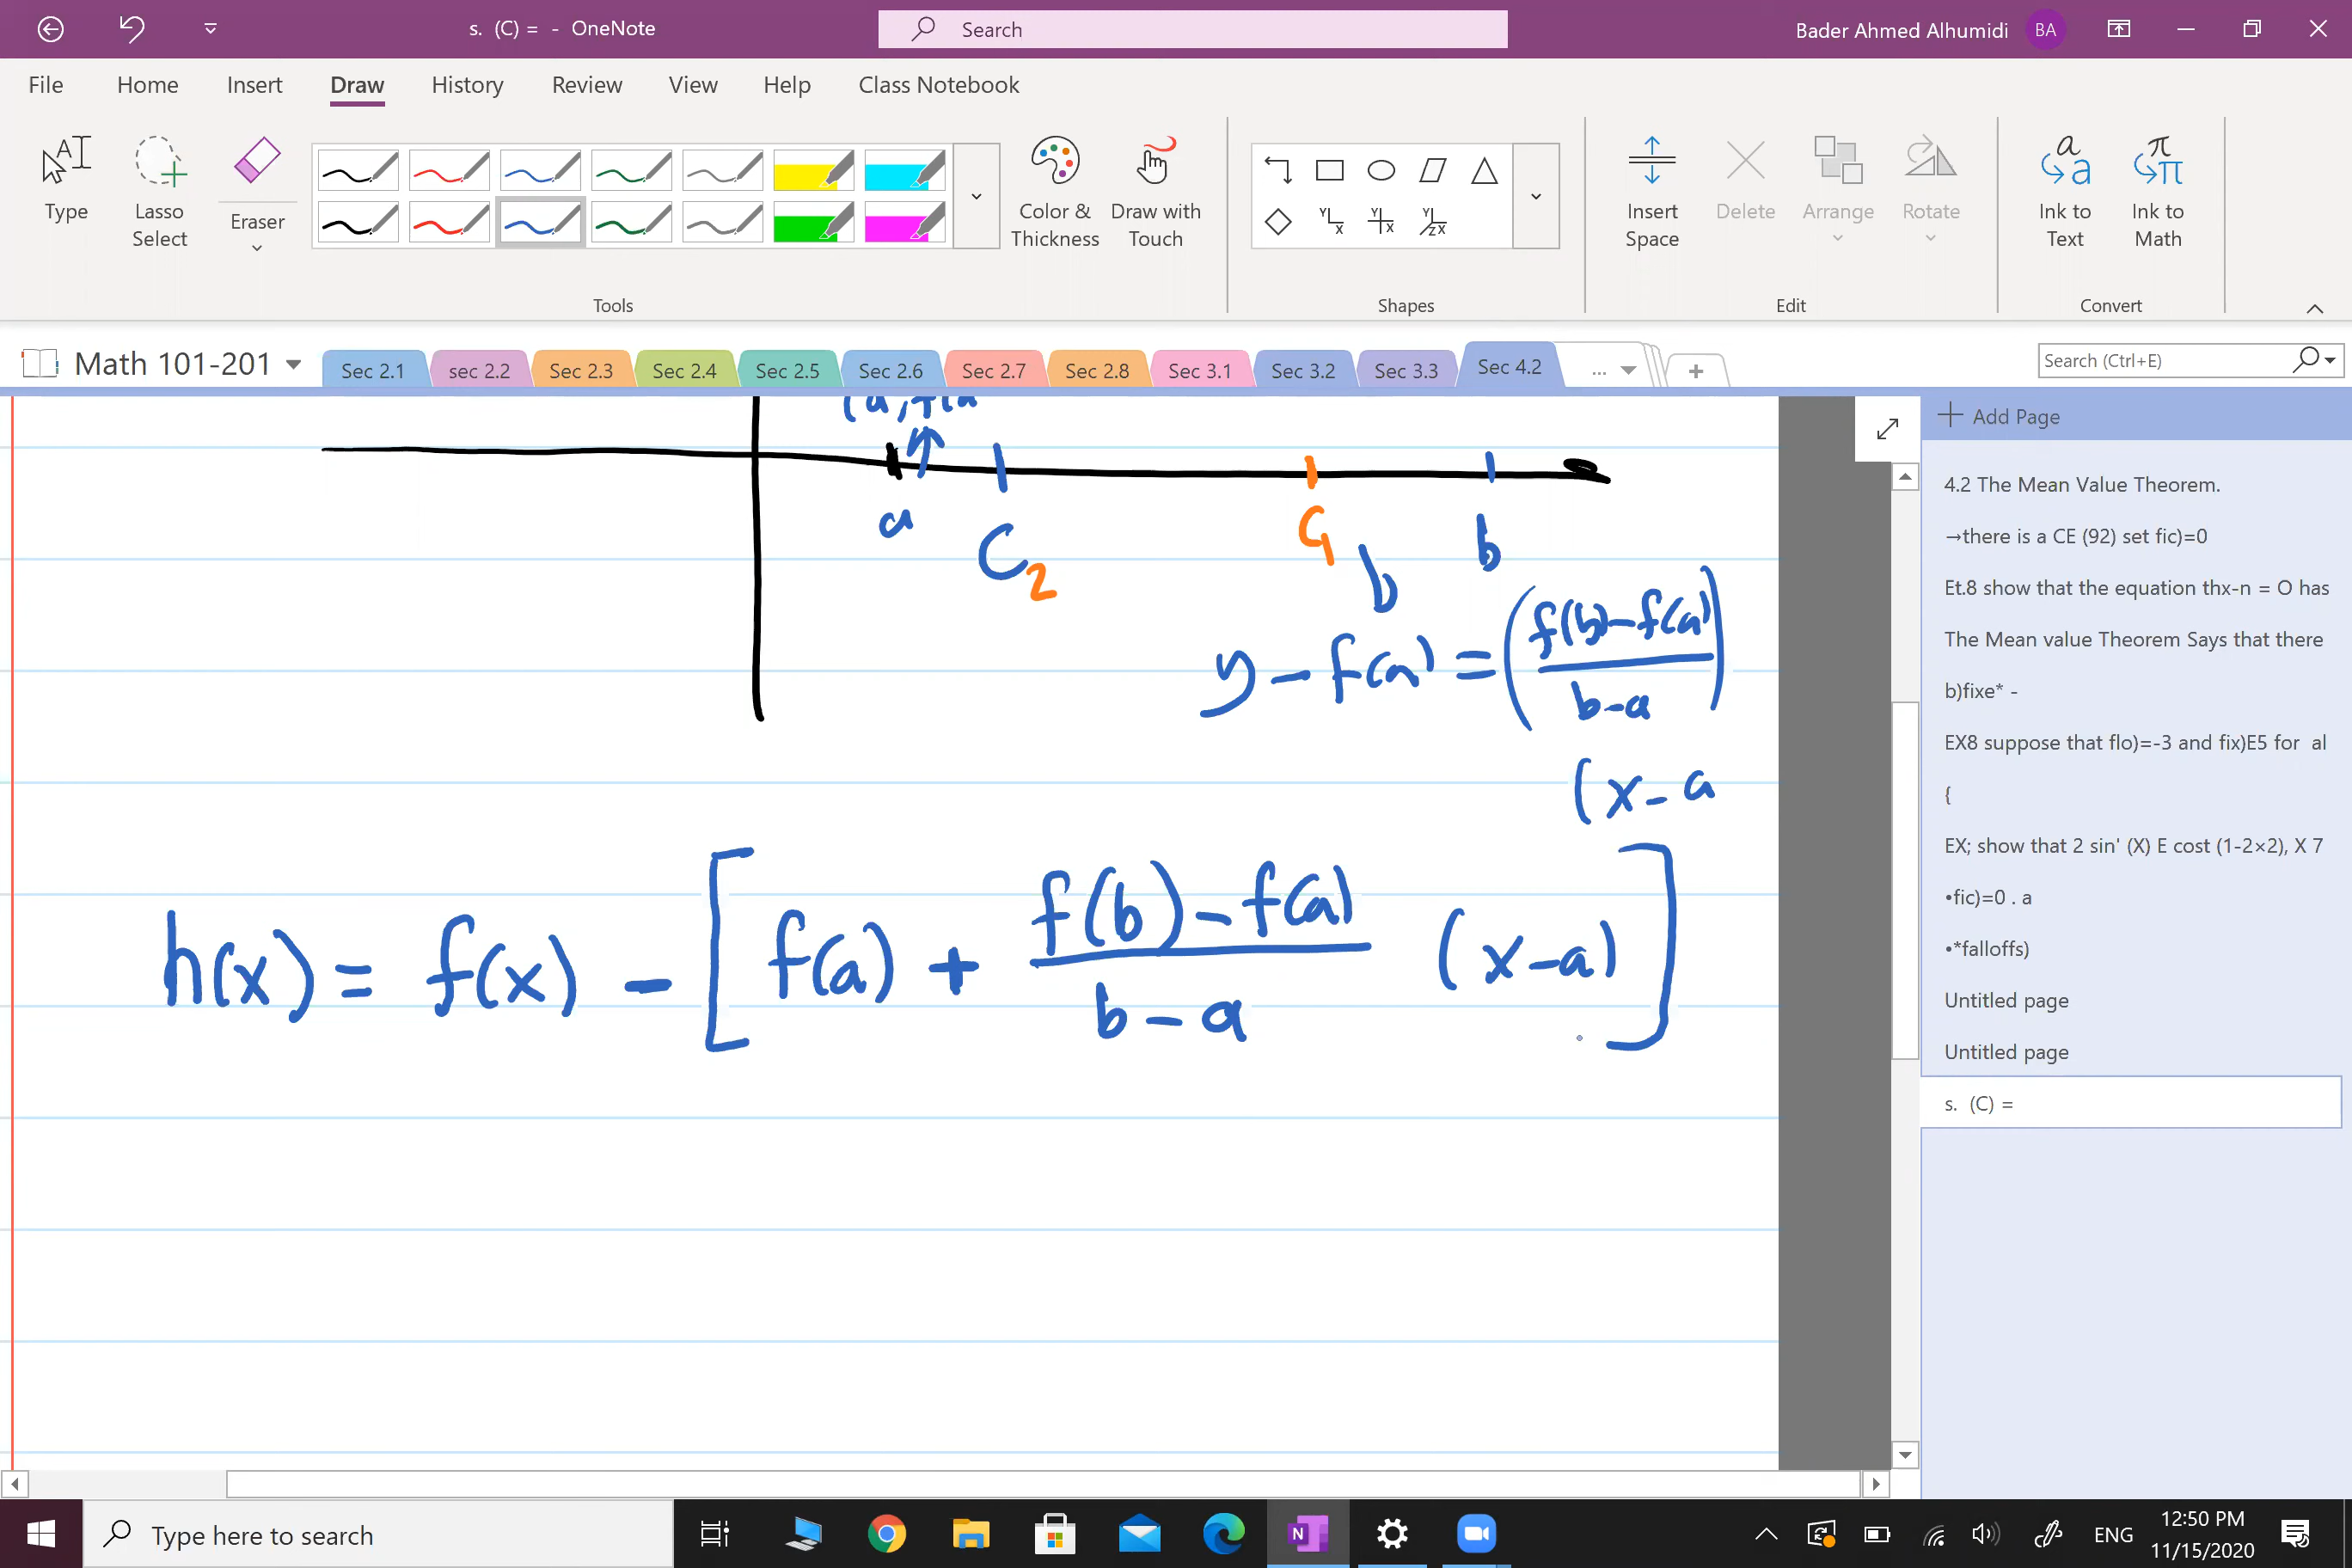 s. (C) = - OneNote
Search
Bader Ahmed Alhumidi BA
File Home Insert Draw History Review View Help Class Notebook
Type
Lasso Select
Eraser
Color & Thickness
Draw with Touch
Insert Space
Delete
Arrange
Rotate
Ink to Text
Ink to Math
Tools
Shapes
Edit
Convert
Math 101-201
Sec 2.1 sec 2.2 Sec 2.3 Sec 2.4 Sec 2.5 Sec 2.6 Sec 2.7 Sec 2.8 Sec 3.1 Sec 3.2 Sec 3.3 Sec 4.2 ... +
Search (Ctrl+E)
a C2 C1 b b
y - f(a) = (f(b)-f(a) / b-a)
(x-a
h(x) = f(x) - [f(a) + f(b)-f(a) / b-a (x-a)]
Add Page
4.2 The Mean Value Theorem.
→there is a CE (92) set fic)=0
Et.8 show that the equation thx-n = O has
The Mean value Theorem Says that there
b)fixe* -
EX8 suppose that flo)=-3 and fix)E5 for al
{
EX; show that 2 sin' (X) E cost (1-2×2), X 7
•fic)=0 . a
•*falloffs)
Untitled page
Untitled page
s. (C) =
Type here to search
ENG
12:50 PM
11/15/2020